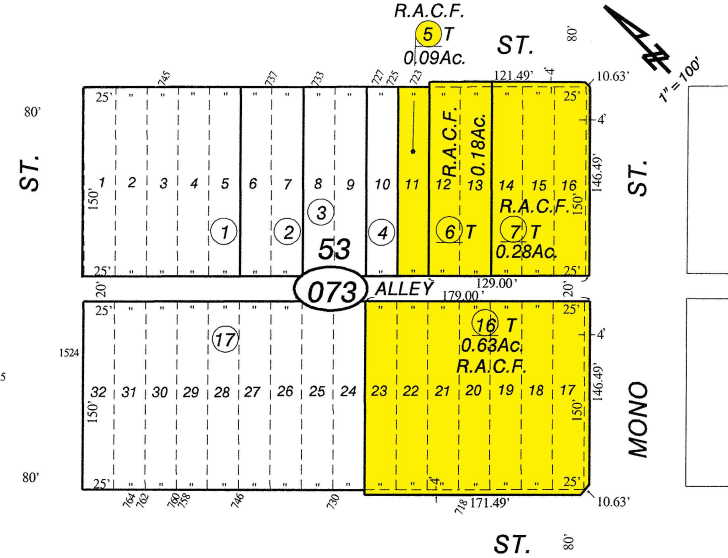 R.A.C.F.
5 T
0.09Ac.
ST.
80'
1" = 100'
745
737
733
727
725
723
121.49'
4'
10.63'
80'
25' " " " " " " " " " " " " " " 25'
4'
ST.
1 2 3 4 5 6 7 8 9 10 11 12 13 14 15 16
150'
R.A.C.F.
0.18Ac.
146.49'
ST.
150'
R.A.C.F.
1
2
3
4
6 T
7 T
0.28Ac.
53
25' " " " " " " " " " " " " " " 25'
20'
073
ALLEY
129.00'
179.00'
20'
25' " " " " " " " " " " " " " " 25'
17
16 T
0.63Ac.
R.A.C.F.
4'
1524
5
32 31 30 29 28 27 26 25 24 23 22 21 20 19 18 17
150'
150'
146.49'
MONO
80'
25' " " " " " " " " " " " " " " 25'
4'
764
762
760
758
746
730
718
171.49'
10.63'
ST.
80'